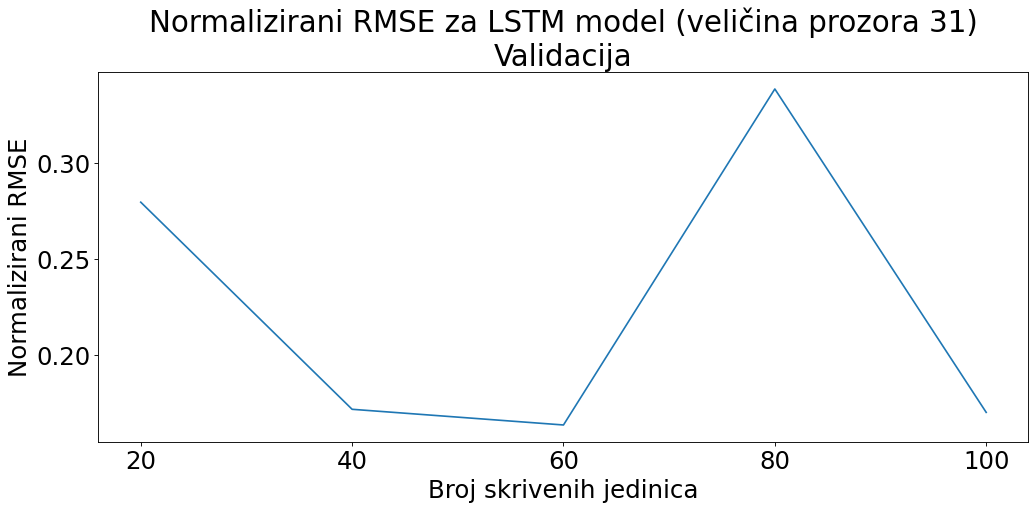 Normalizirani RMSE za LSTM model (veličina prozora 31)
Validacija
Normalizirani RMSE
0.30
0.25
0.20
20 40 60 80 100
Broj skrivenih jedinica